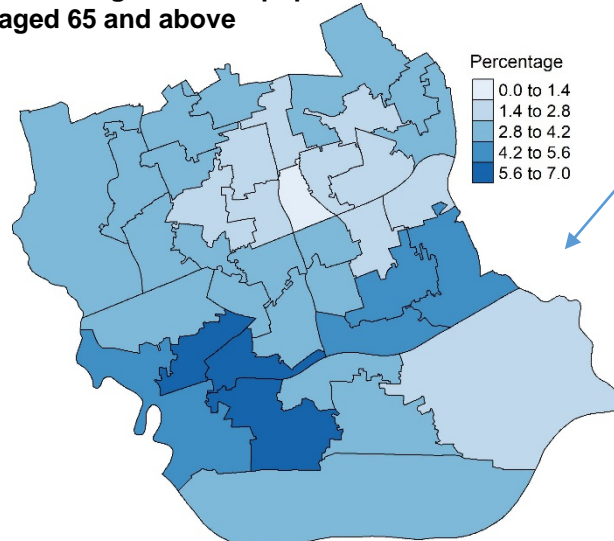 aged 65 and above
Percentage
0.0 to 1.4
1.4 to 2.8
2.8 to 4.2
4.2 to 5.6
5.6 to 7.0